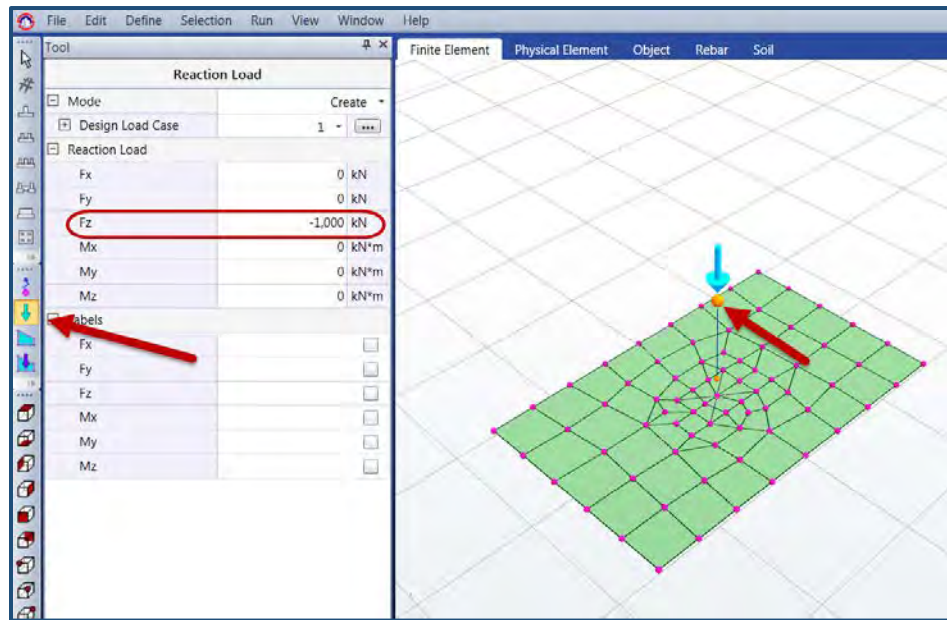 File Edit Define Selection Run View Window Help
Tool
Finite Element Physical Element Object Rebar Soil
Reaction Load
Mode Create
Design Load Case 1 ...
Reaction Load
Fx 0 kN
Fy 0 kN
Fz -1,000 kN
Mx 0 kN*m
My 0 kN*m
Mz 0 kN*m
abels
Fx
Fy
Fz
Mx
My
Mz